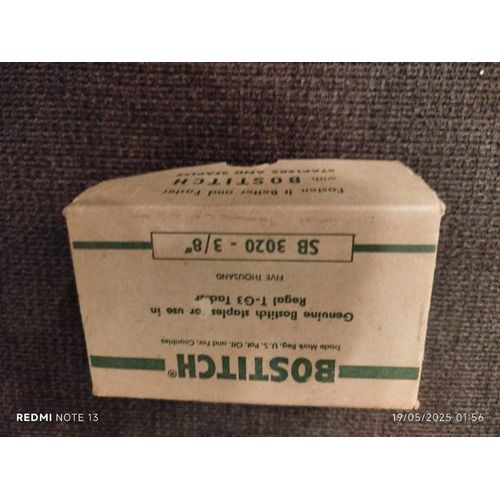 BOSTITCH®
Trade Mark Reg. U.S. Pat. Off. and For. Countries
Genuine Bostitch staples for use in
Regal T-G3 Tacker
FIVE THOUSAND
SB 3020 - 3/8"
Fasten It Better and Faster
with BOSTITCH
STAPLERS AND STAPLES
REDMI NOTE 13
19/05/2025 01:56